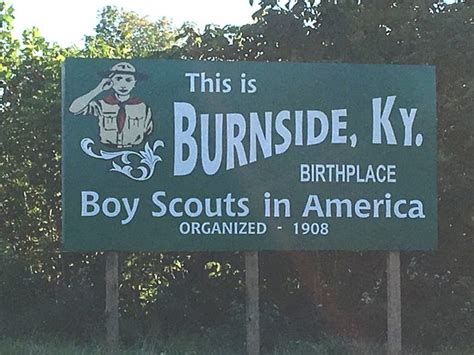 This is
BURNSIDE, KY.
BIRTHPLACE
Boy Scouts in America
ORGANIZED - 1908